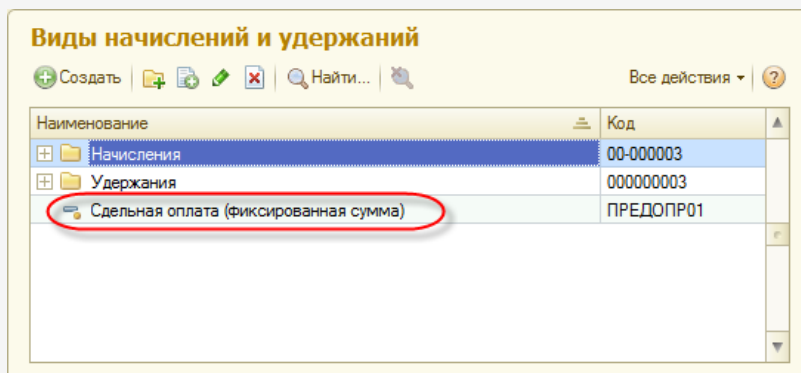 Виды начислений и удержаний
Создать Найти... Все действия ?
Наименование Код
Начисления 00-000003
Удержания 000000003
Сдельная оплата (фиксированная сумма) ПРЕДОПР01